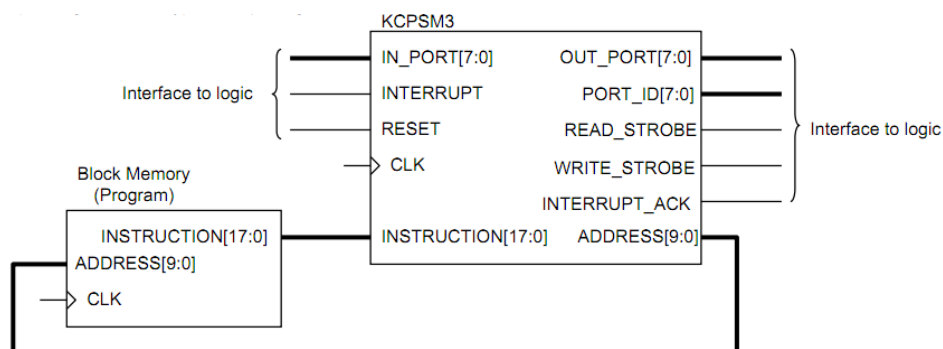 KCPSM3
IN_PORT[7:0] OUT_PORT[7:0]
Interface to logic INTERRUPT PORT_ID[7:0]
RESET READ_STROBE Interface to logic
CLK WRITE_STROBE
INTERRUPT_ACK
INSTRUCTION[17:0] ADDRESS[9:0]
Block Memory
(Program)
INSTRUCTION[17:0]
ADDRESS[9:0]
CLK